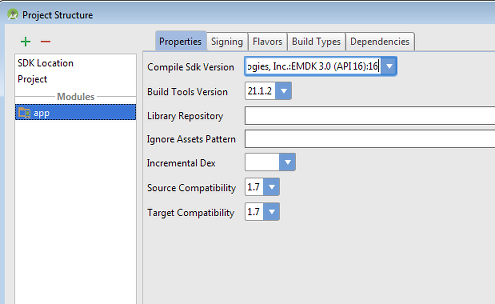 Project Structure
Properties Signing Flavors Build Types Dependencies
SDK Location
Project
Modules
app
Compile Sdk Version ogies, Inc.:EMDK 3.0 (API 16):16
Build Tools Version 21.1.2
Library Repository
Ignore Assets Pattern
Incremental Dex
Source Compatibility 1.7
Target Compatibility 1.7